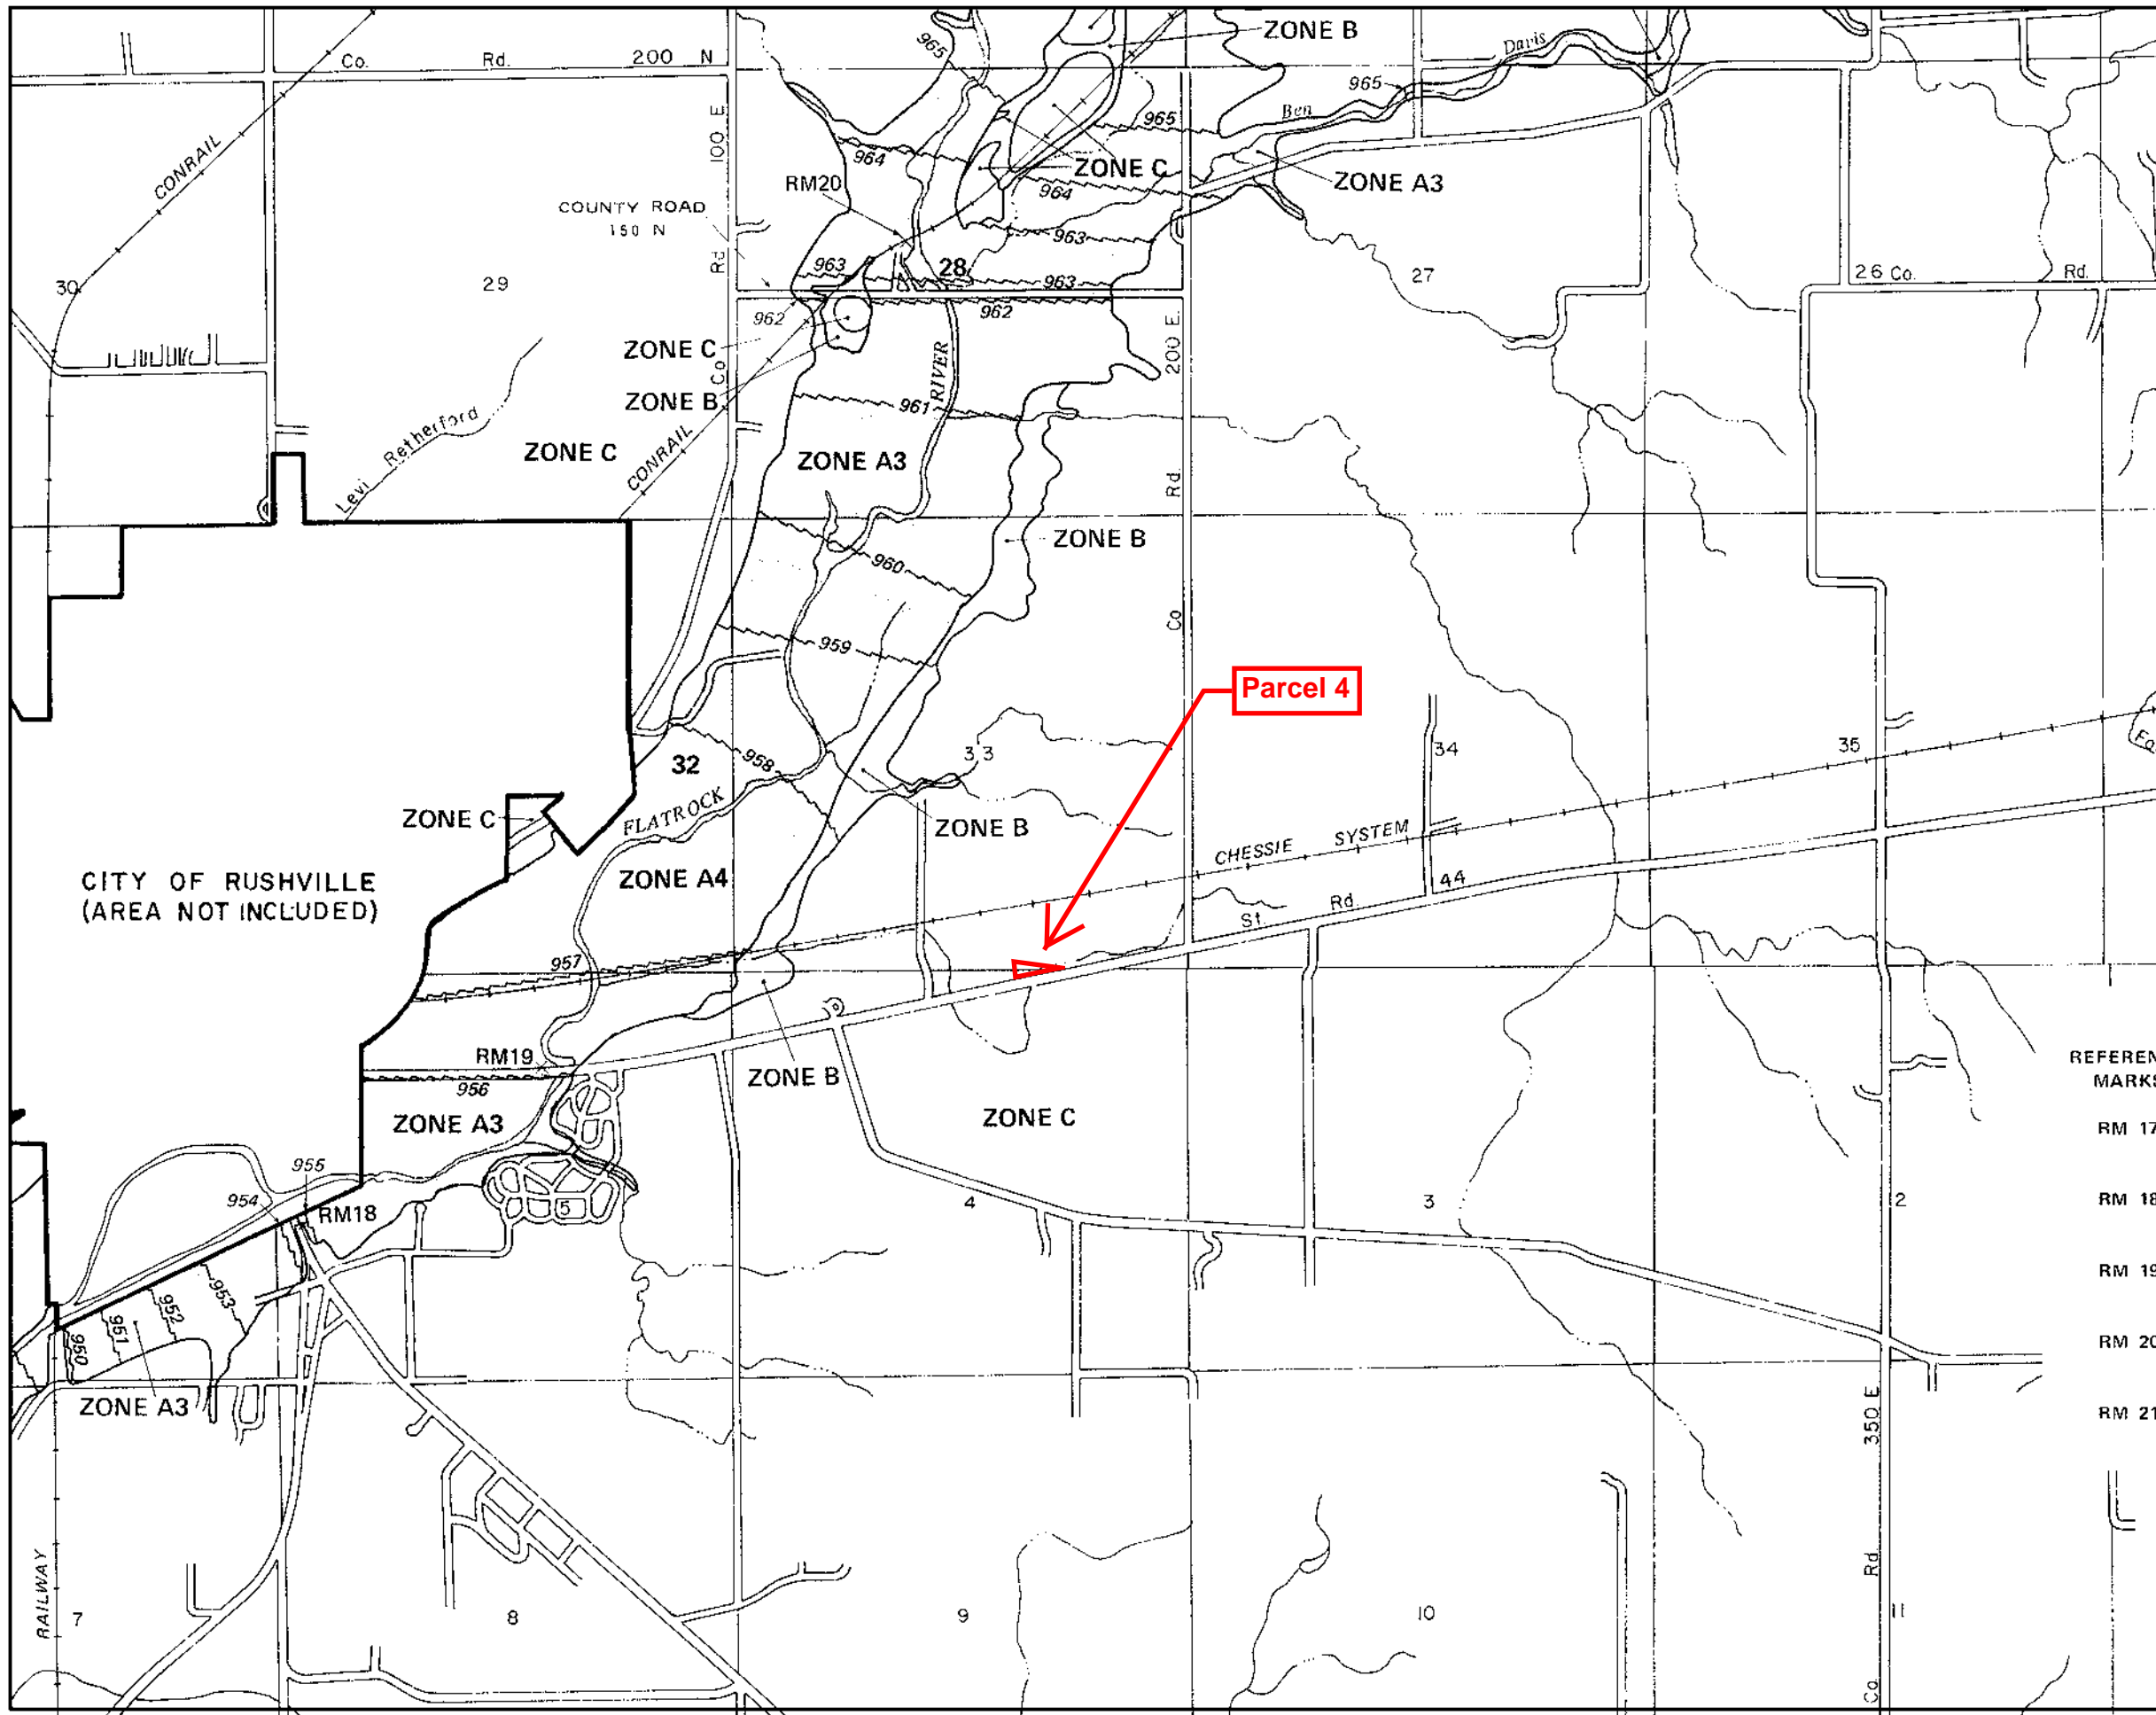 965
ZONE B
Davis
Co. Rd. 200 N
965
Ben
965
CONRAIL
100 E
964
ZONE C
RM20
964
ZONE A3
COUNTY ROAD
150 N
963
Rd
963
28
963
27
26 Co. Rd.
30
29
962
962
ZONE C
RIVER
200 E.
Co
ZONE B
961
Levi Retherford
ZONE C
CONRAIL
ZONE A3
Rd.
ZONE B
960
Co
959
Parcel 4
33
34
35
32
958
FLATROCK
ZONE C
ZONE B
CHESSIE SYSTEM
CITY OF RUSHVILLE
(AREA NOT INCLUDED)
ZONE A4
44
St. Rd.
957
RM19
956
ZONE B
REFEREN
MARKS
ZONE A3
ZONE C
RM 17
955
954
RM18
5
4
3
2
RM 18
953
952
951
950
RM 19
RM 20
ZONE A3
350 E
RM 21
RAILWAY
7
8
9
10
11
Rd.
Co.